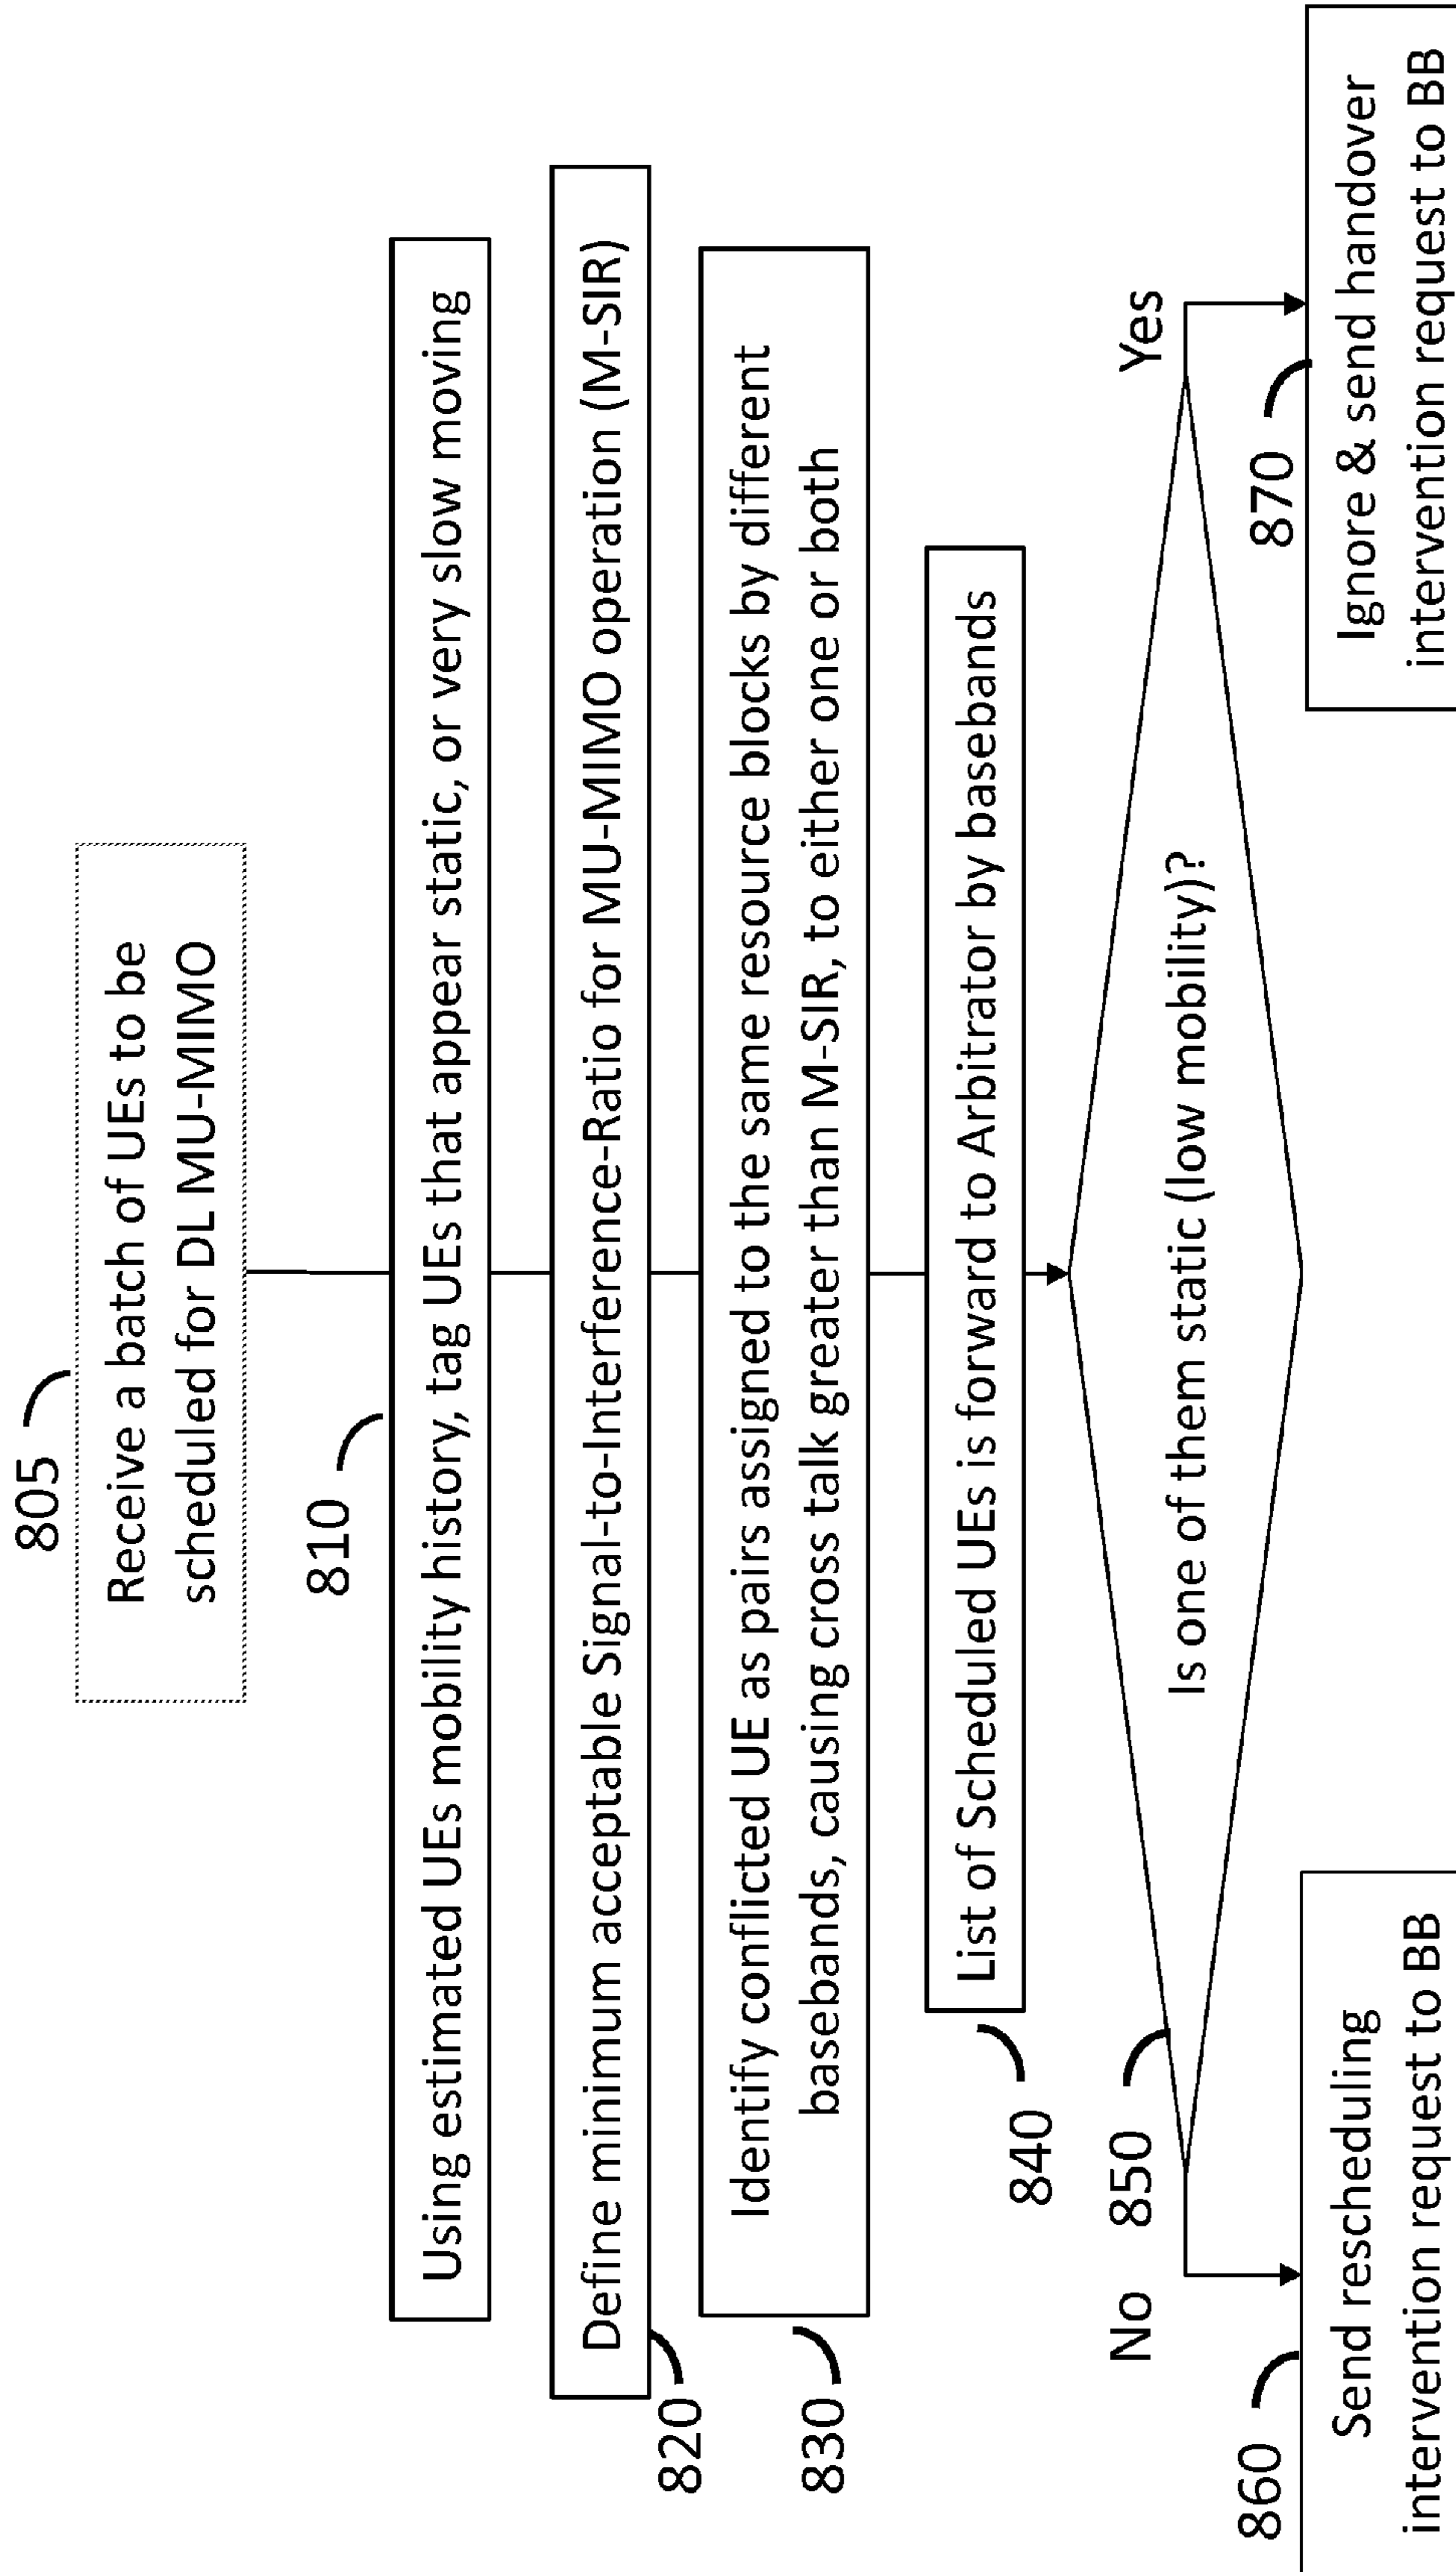 805
Receive a batch of UEs to be
scheduled for DL MU-MIMO
810
Using estimated UEs mobility history, tag UEs that appear static, or very slow moving
Define minimum acceptable Signal-to-Interference-Ratio for MU-MIMO operation (M-SIR)
820
Identify conflicted UE as pairs assigned to the same resource blocks by different
basebands, causing cross talk greater than M-SIR, to either one or both
830
List of Scheduled UEs is forward to Arbitrator by basebands
840
850
Is one of them static (low mobility)?
No
Yes
860
Send rescheduling
intervention request to BB
870
Ignore & send handover
intervention request to BB